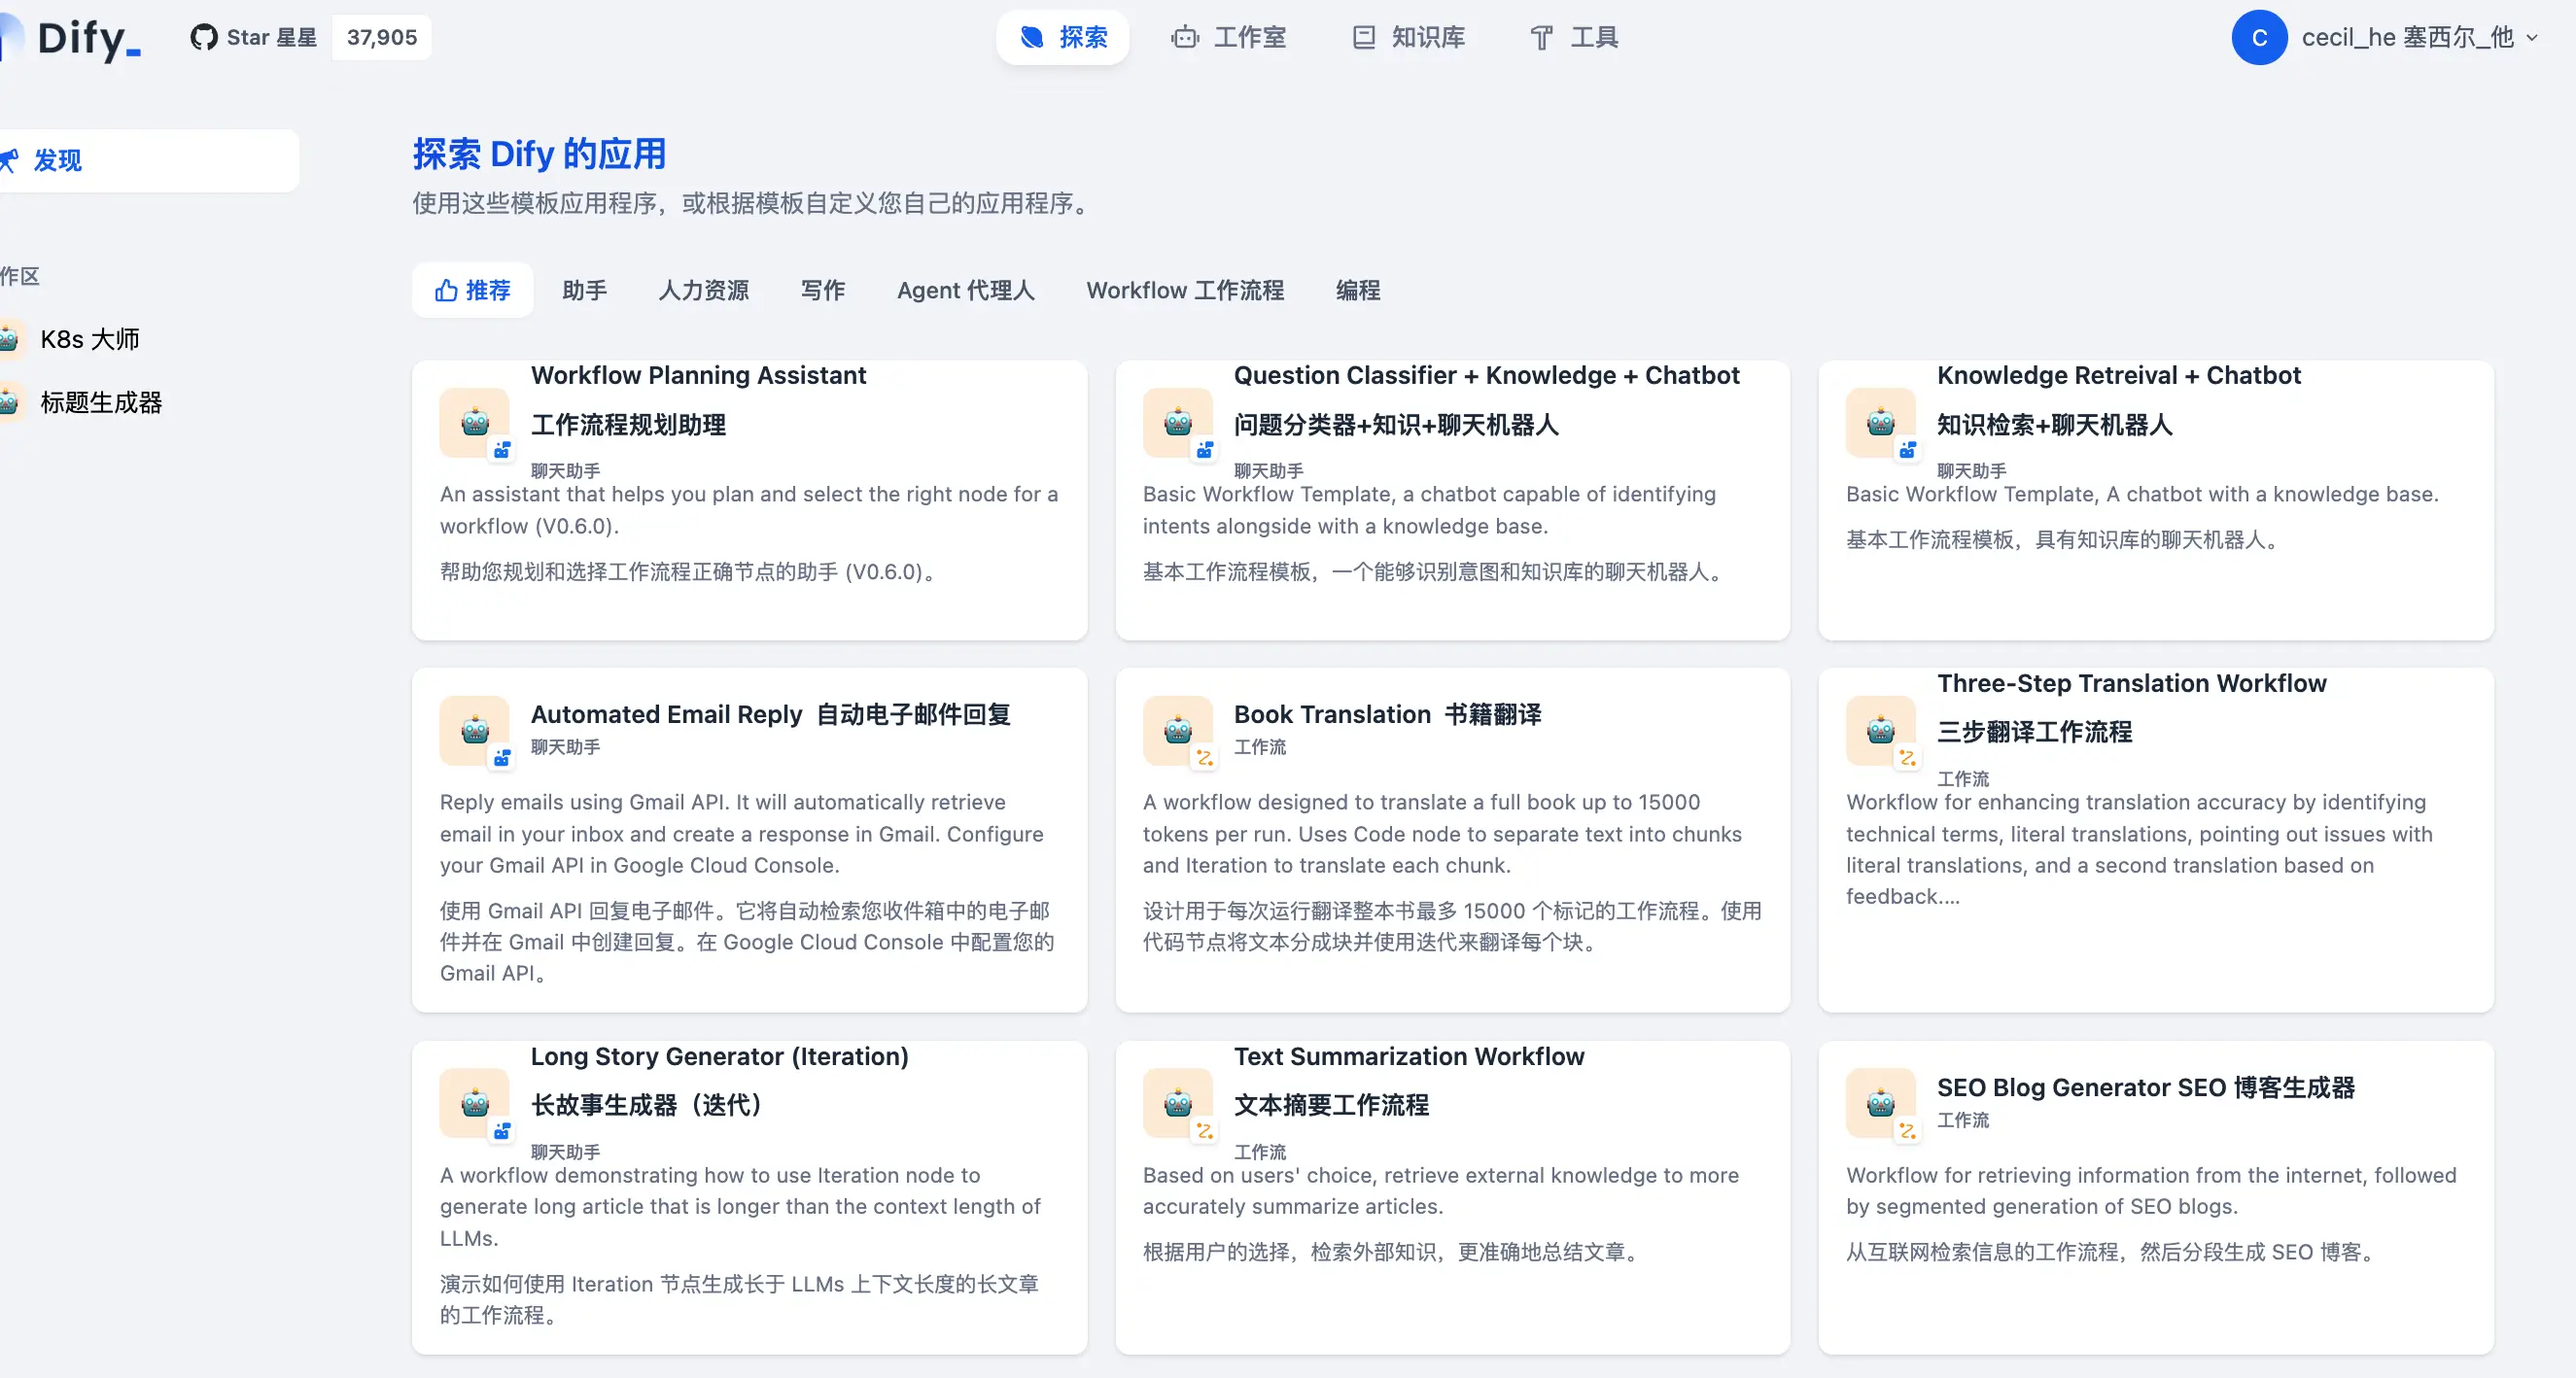 Dify_
Star 星星 37,905
探索
工作室
知识库
工具
C
cecil_he 塞西尔_他
发现
作区
K8s 大师
标题生成器
探索 Dify 的应用
使用这些模板应用程序，或根据模板自定义您自己的应用程序。
推荐 助手 人力资源 写作 Agent 代理人 Workflow 工作流程 编程
Workflow Planning Assistant
工作流程规划助理
聊天助手
An assistant that helps you plan and select the right node for a
workflow (V0.6.0).
帮助您规划和选择工作流程正确节点的助手 (V0.6.0)。
Question Classifier + Knowledge + Chatbot
问题分类器+知识+聊天机器人
聊天助手
Basic Workflow Template, a chatbot capable of identifying
intents alongside with a knowledge base.
基本工作流程模板，一个能够识别意图和知识库的聊天机器人。
Knowledge Retreival + Chatbot
知识检索+聊天机器人
聊天助手
Basic Workflow Template, A chatbot with a knowledge base.
基本工作流程模板，具有知识库的聊天机器人。
Automated Email Reply 自动电子邮件回复
聊天助手
Reply emails using Gmail API. It will automatically retrieve
email in your inbox and create a response in Gmail. Configure
your Gmail API in Google Cloud Console.
使用 Gmail API 回复电子邮件。它将自动检索您收件箱中的电子邮
件并在 Gmail 中创建回复。在 Google Cloud Console 中配置您的
Gmail API。
Book Translation 书籍翻译
工作流
A workflow designed to translate a full book up to 15000
tokens per run. Uses Code node to separate text into chunks
and Iteration to translate each chunk.
设计用于每次运行翻译整本书最多 15000 个标记的工作流程。使用
代码节点将文本分成块并使用迭代来翻译每个块。
Three-Step Translation Workflow
三步翻译工作流程
工作流
Workflow for enhancing translation accuracy by identifying
technical terms, literal translations, pointing out issues with
literal translations, and a second translation based on
feedback....
Long Story Generator (Iteration)
长故事生成器（迭代）
聊天助手
A workflow demonstrating how to use Iteration node to
generate long article that is longer than the context length of
LLMs.
演示如何使用 Iteration 节点生成长于 LLMs 上下文长度的长文章
的工作流程。
Text Summarization Workflow
文本摘要工作流程
工作流
Based on users' choice, retrieve external knowledge to more
accurately summarize articles.
根据用户的选择，检索外部知识，更准确地总结文章。
SEO Blog Generator SEO 博客生成器
工作流
Workflow for retrieving information from the internet, followed
by segmented generation of SEO blogs.
从互联网检索信息的工作流程，然后分段生成 SEO 博客。